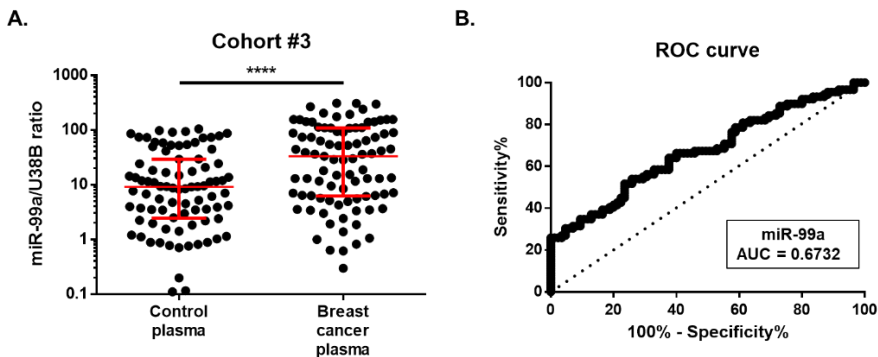 A.
Cohort #3
****
miR-99a/U38B ratio
1000
100
10
1
0.1
Control
plasma
Breast
cancer
plasma
B.
ROC curve
Sensitivity%
100
80
60
40
20
0
0
20
40
60
80
100
100% - Specificity%
miR-99a
AUC = 0.6732